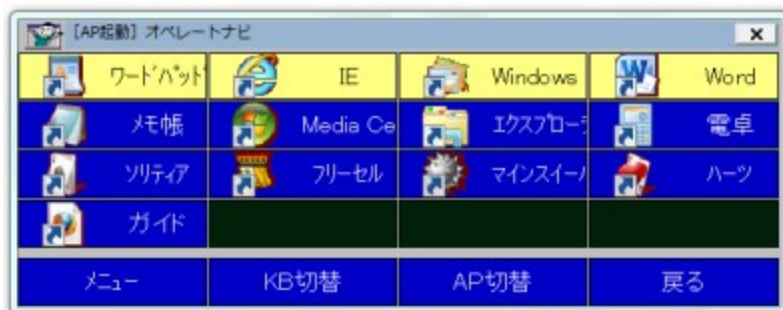 [AP起動] オペレートナビ
ワードパッド IE Windows Word
メモ帳 Media Ce エクスプロー 電卓
ソリティア フリーセル マインスイー ハーツ
ガイド
メニュー KB切替 AP切替 戻る